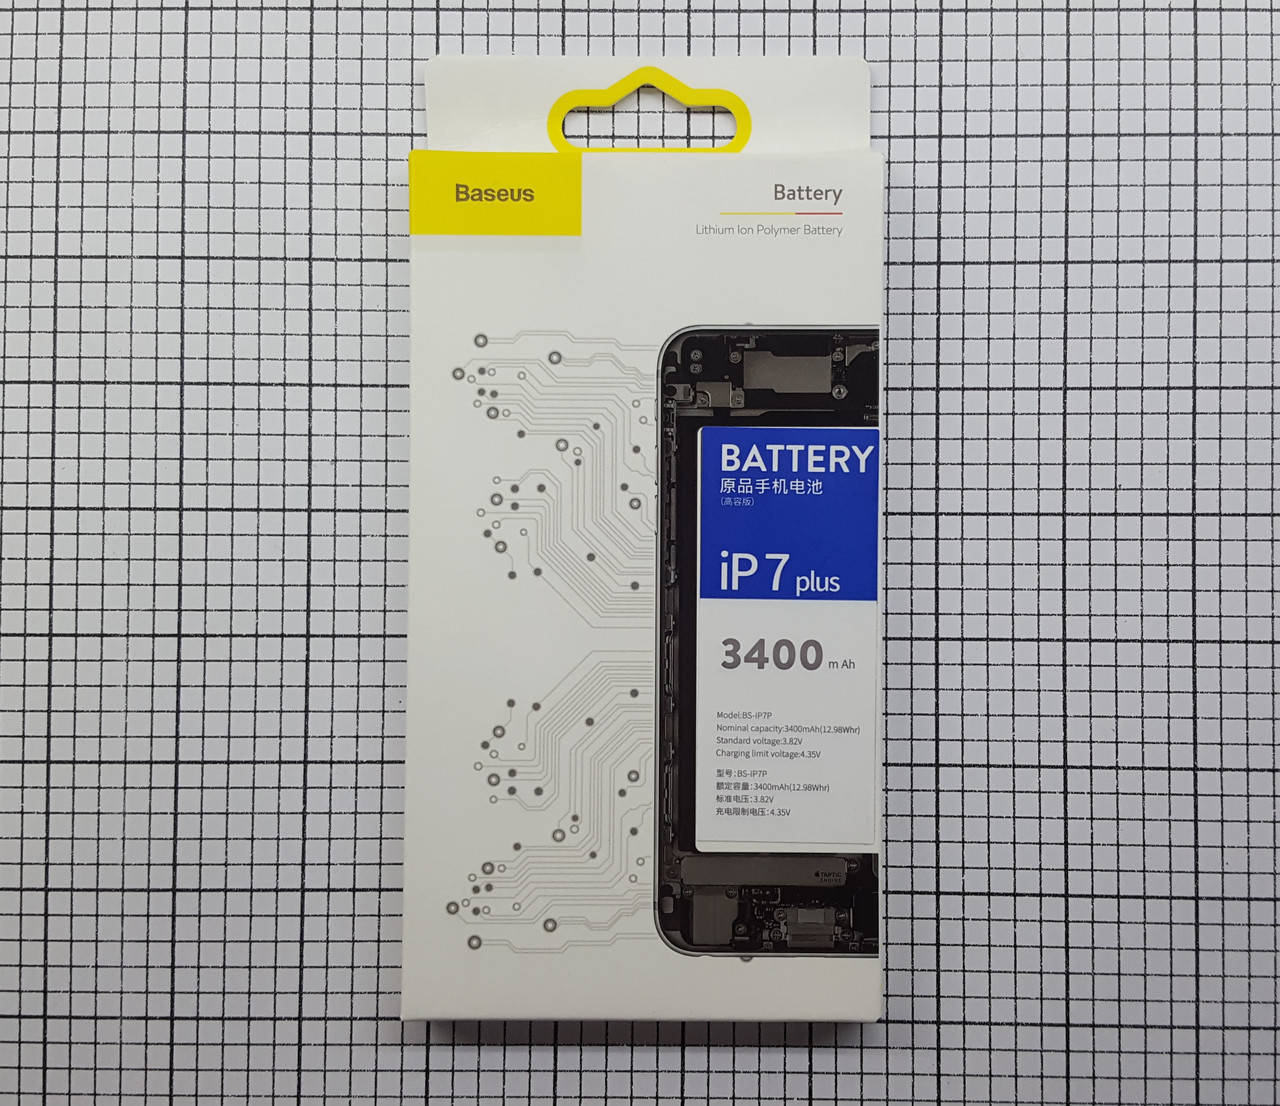 Baseus
Battery
Lithium Ion Polymer Battery
BATTERY
原品手机电池
(高容版)
iP 7 plus
3400 m Ah
Model:BS-IP7P
Nominal capacity:3400mAh(12.98Whr)
Standard voltage:3.82V
Charging limit voltage:4.35V
型号:BS-IP7P
额定容量:3400mAh(12.98Whr)
标准电压:3.82V
充电限制电压:4.35V
TAPTIC
ENGINE